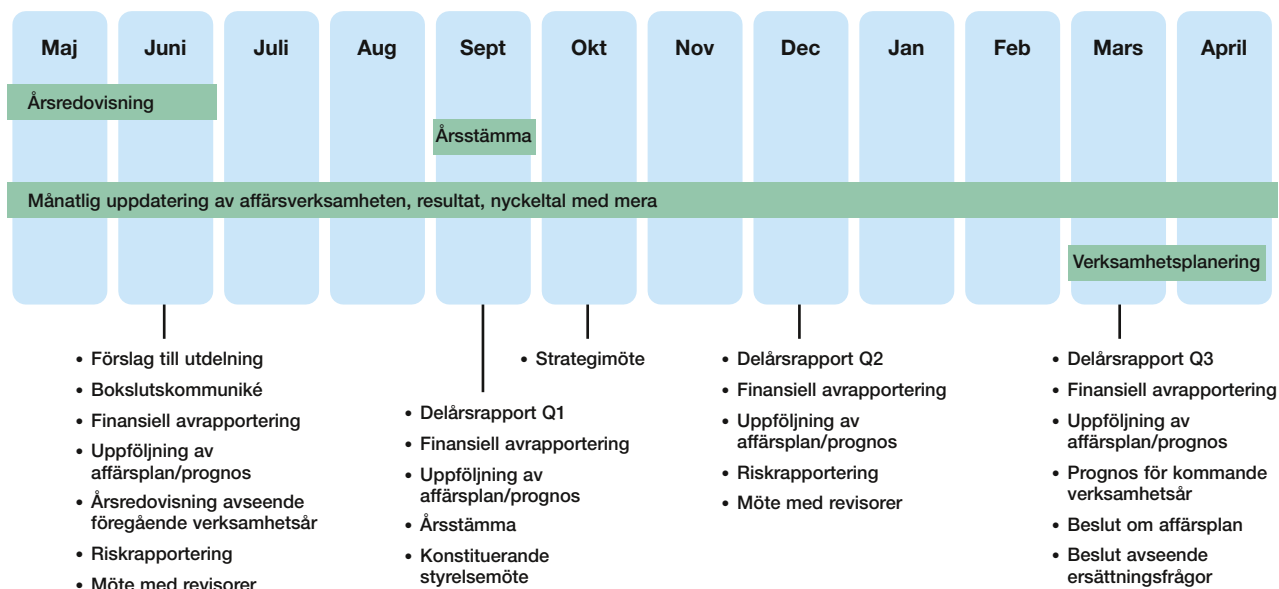 Maj
Juni
Juli
Aug
Sept
Okt
Nov
Dec
Jan
Feb
Mars
April
Årsredovisning
Årsstämma
Månatlig uppdatering av affärsverksamheten, resultat, nyckeltal med mera
Verksamhetsplanering
• Förslag till utdelning
• Bokslutskommuniké
• Finansiell avrapportering
• Uppföljning av
affärsplan/prognos
• Årsredovisning avseende
föregående verksamhetsår
• Riskrapportering
• Möte med revisorer
• Delårsrapport Q1
• Finansiell avrapportering
• Uppföljning av
affärsplan/prognos
• Årsstämma
• Konstituerande
styrelsemöte
• Strategimöte
• Delårsrapport Q2
• Finansiell avrapportering
• Uppföljning av
affärsplan/prognos
• Riskrapportering
• Möte med revisorer
• Delårsrapport Q3
• Finansiell avrapportering
• Uppföljning av
affärsplan/prognos
• Prognos för kommande
verksamhetsår
• Beslut om affärsplan
• Beslut avseende
ersättningsfrågor